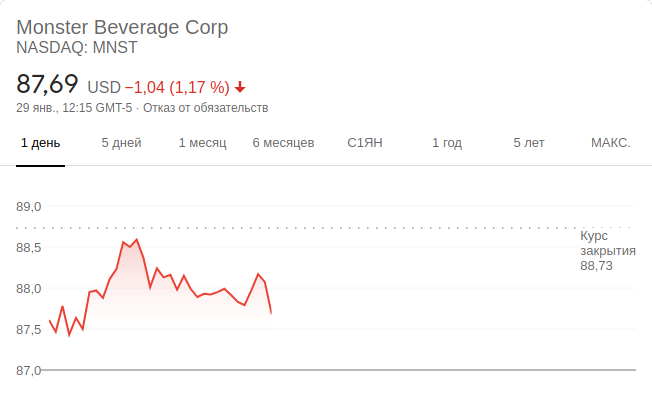 Monster Beverage Corp
NASDAQ: MNST
87,69 USD −1,04 (1,17 %)
29 янв., 12:15 GMT-5 · Отказ от обязательств
1 день 5 дней 1 месяц 6 месяцев С1ЯН 1 год 5 лет МАКС.
89,0
Курс
закрытия
88,73
88,5
88,0
87,5
87,0